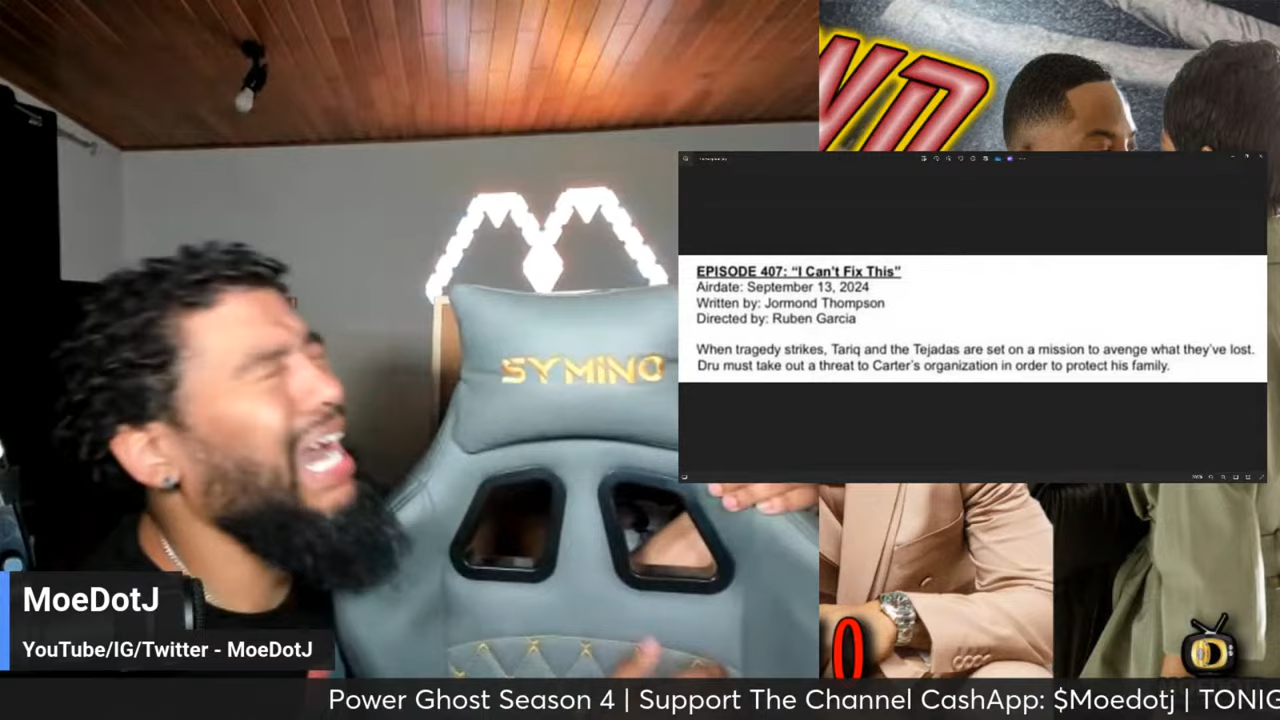 SYMINO
EPISODE 407: “I Can’t Fix This”
Airdate: September 13, 2024
Written by: Jormond Thompson
Directed by: Ruben Garcia
When tragedy strikes, Tariq and the Tejadas are set on a mission to avenge what they’ve lost.
Dru must take out a threat to Carter’s organization in order to protect his family.
0
MoeDotJ
YouTube/IG/Twitter - MoeDotJ
Power Ghost Season 4 | Support The Channel CashApp: $Moedotj |